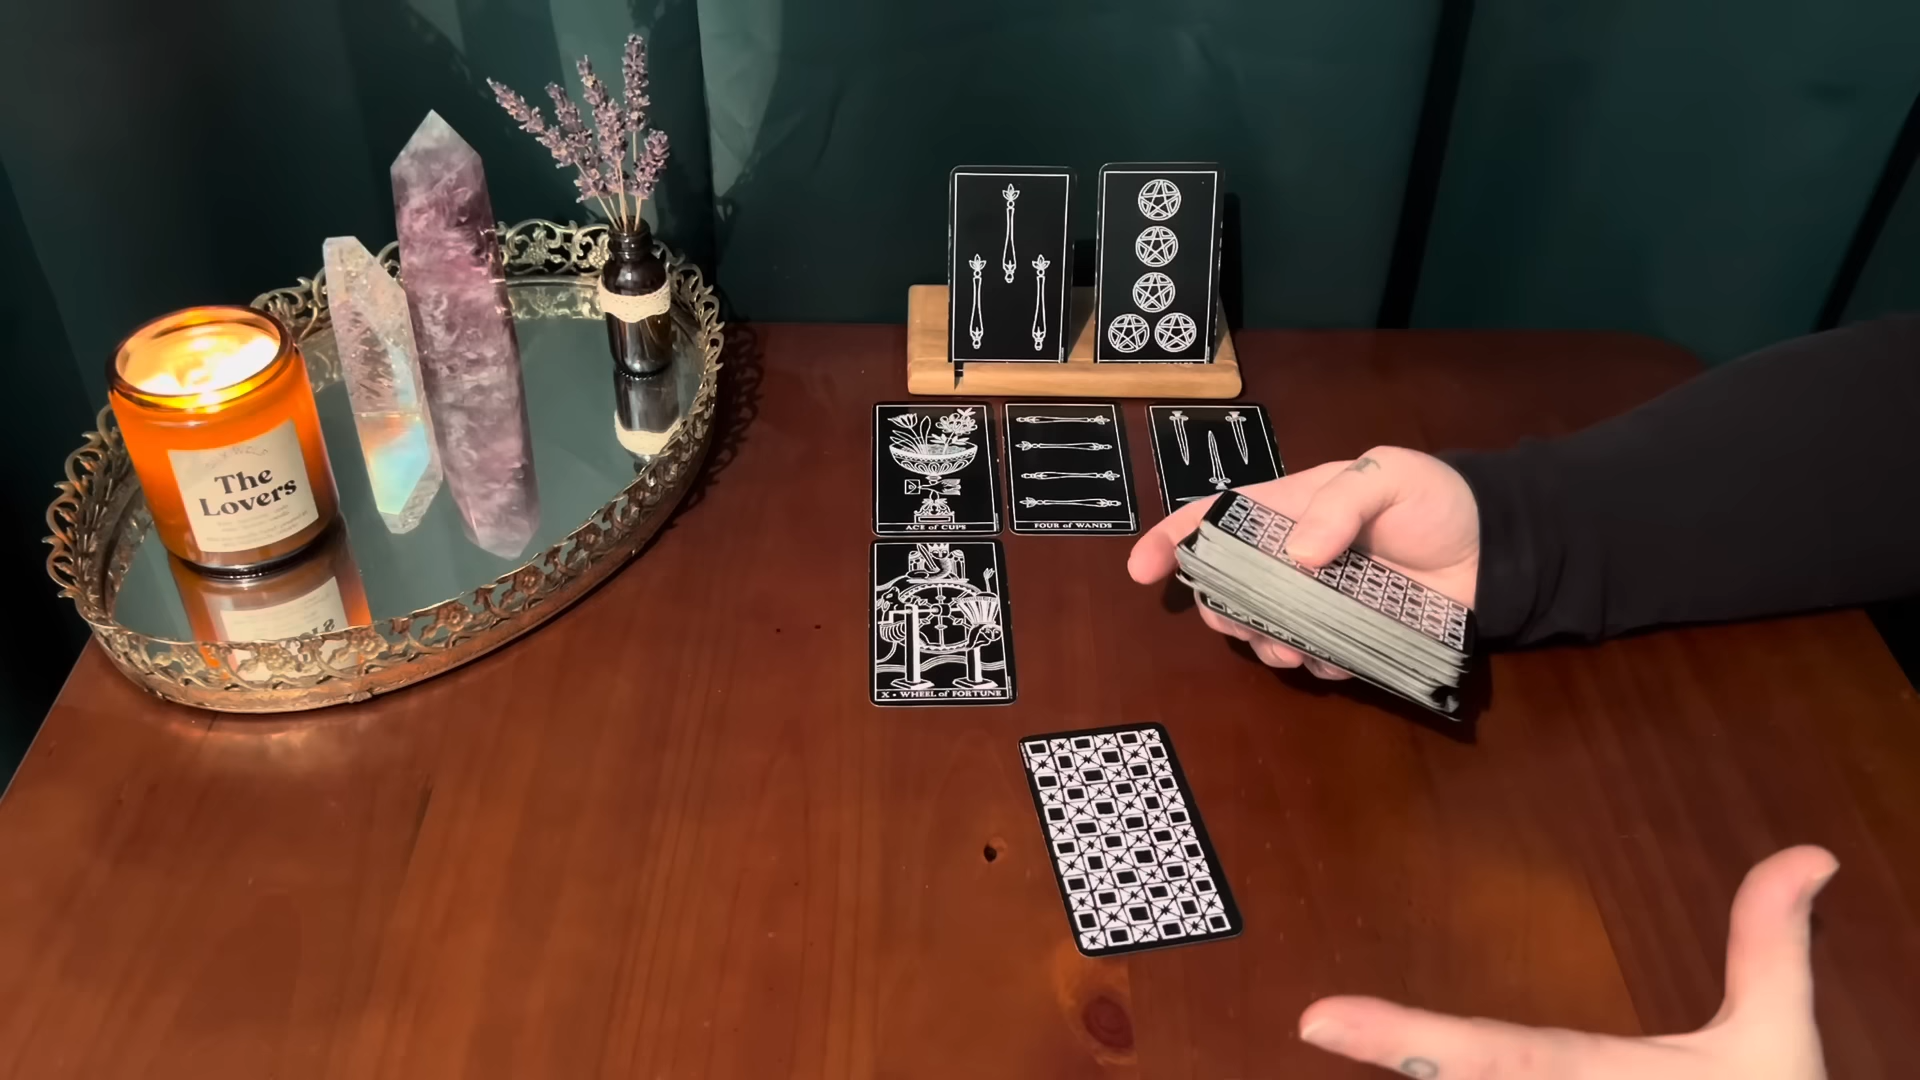 The
Lovers
ACE of CUPS
FOUR of WANDS
X • WHEEL of FORTUNE